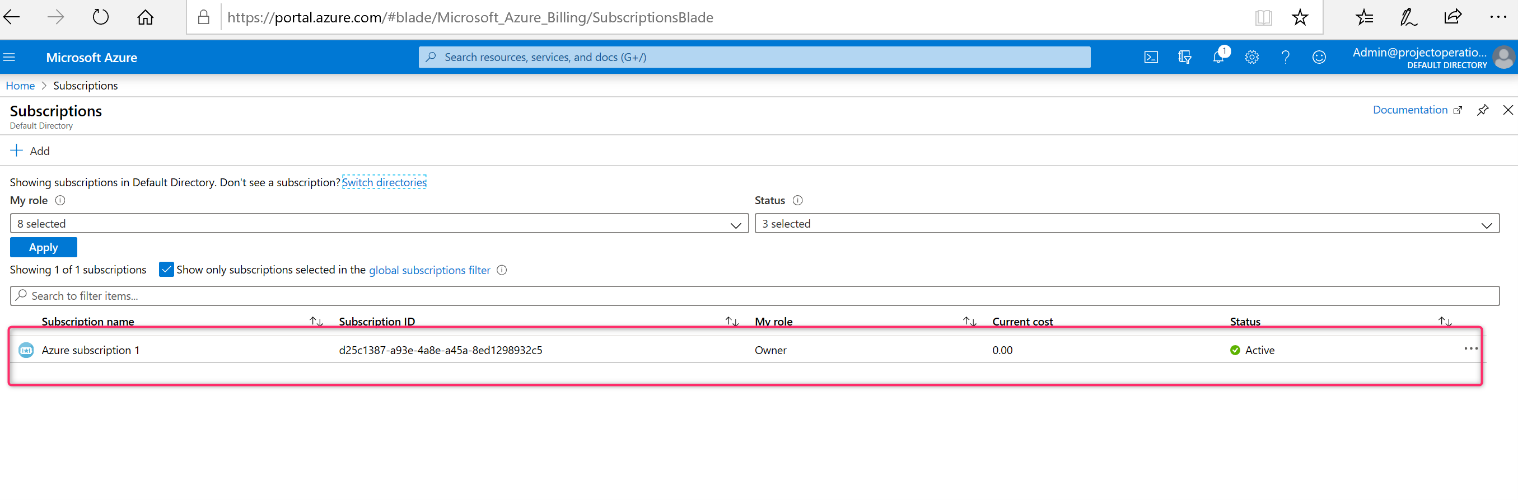 https://portal.azure.com/#blade/Microsoft_Azure_Billing/SubscriptionsBlade
Microsoft Azure
Search resources, services, and docs (G+/)
1
Admin@projectoperatio...
DEFAULT DIRECTORY
Home > Subscriptions
Subscriptions
Default Directory
Documentation
Add
Showing subscriptions in Default Directory. Don't see a subscription? Switch directories
My role
Status
8 selected
3 selected
Apply
Showing 1 of 1 subscriptions
Show only subscriptions selected in the global subscriptions filter
Search to filter items...
Subscription name Subscription ID My role Current cost Status
Azure subscription 1 d25c1387-a93e-4a8e-a45a-8ed1298932c5 Owner 0.00 Active